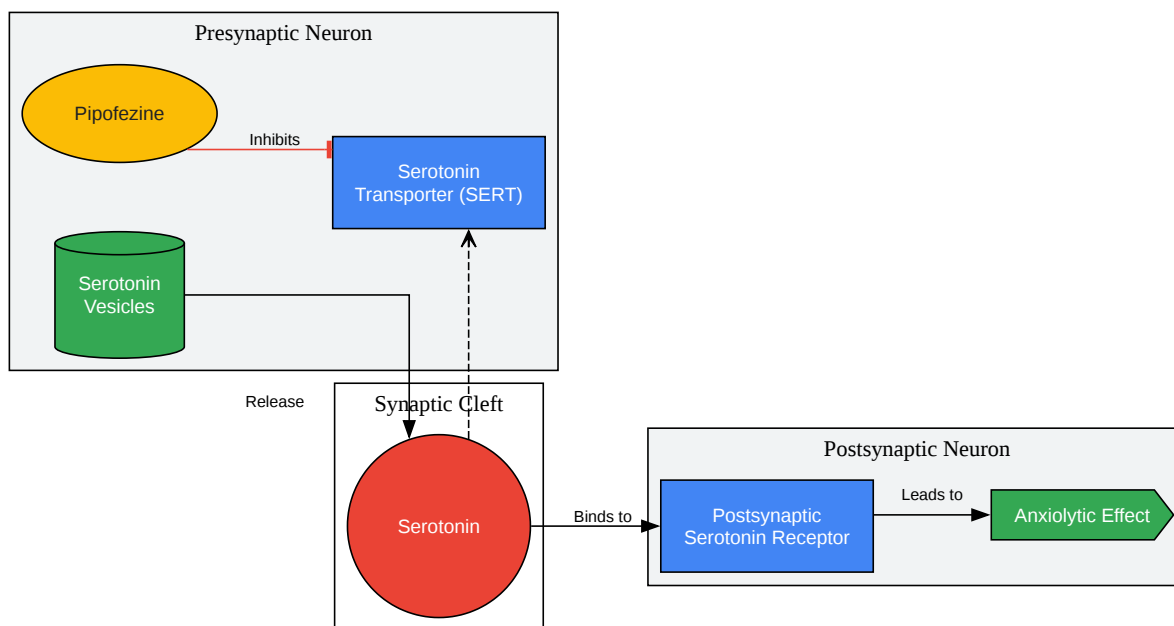 Presynaptic Neuron
Pipofezine
Inhibits
Serotonin
Transporter (SERT)
Serotonin
Vesicles
Release
Synaptic Cleft
Serotonin
Binds to
Postsynaptic Neuron
Postsynaptic
Serotonin Receptor
Leads to
Anxiolytic Effect